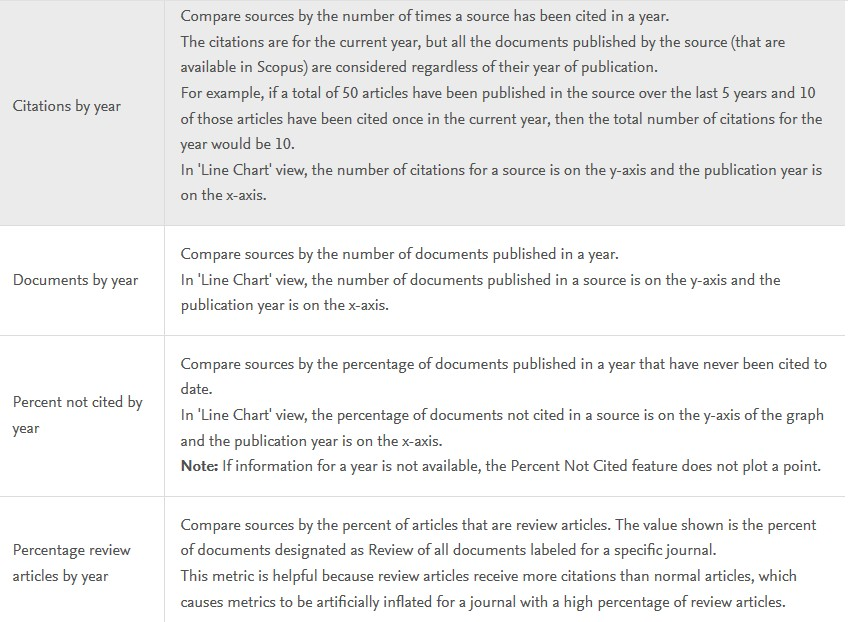 Compare sources by the number of times a source has been cited in a year.
The citations are for the current year, but all the documents published by the source (that are
available in Scopus) are considered regardless of their year of publication.
For example, if a total of 50 articles have been published in the source over the last 5 years and 10
Citations by year
of those articles have been cited once in the current year, then the total number of citations for the
year would be 10.
In 'Line Chart' view, the number of citations for a source is on the y-axis and the publication year is
on the x-axis.
Compare sources by the number of documents published in a year.
Documents by year
In 'Line Chart' view, the number of documents published in a source is on the y-axis and the
publication year is on the x-axis.
Compare sources by the percentage of documents published in a year that have never been cited to
date.
Percent not cited by
year
In 'Line Chart' view, the percentage of documents not cited in a source is on the y-axis of the graph
and the publication year is on the x-axis.
Note: If information for a year is not available, the Percent Not Cited feature does not plot a point.
Compare sources by the percent of articles that are review articles. The value shown is the percent
of documents designated as Review of all documents labeled for a specific journal.
Percentage review
articles by year
This metric is helpful because review articles receive more citations than normal articles, which
causes metrics to be artificially inflated for a journal with a high percentage of review articles.